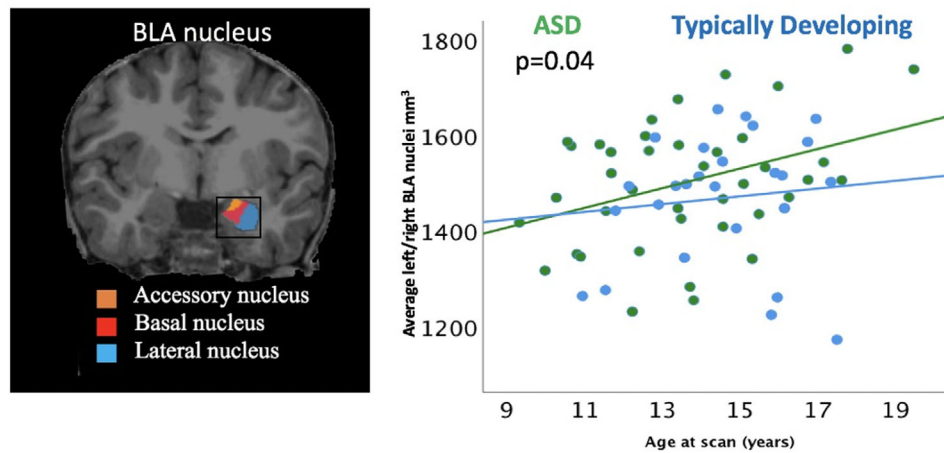 BLA nucleus
Accessory nucleus
Basal nucleus
Lateral nucleus
ASD
p=0.04
Typically Developing
Average left/right BLA nuclei mm³
1800
1600
1400
1200
9 11 13 15 17 19
Age at scan (years)